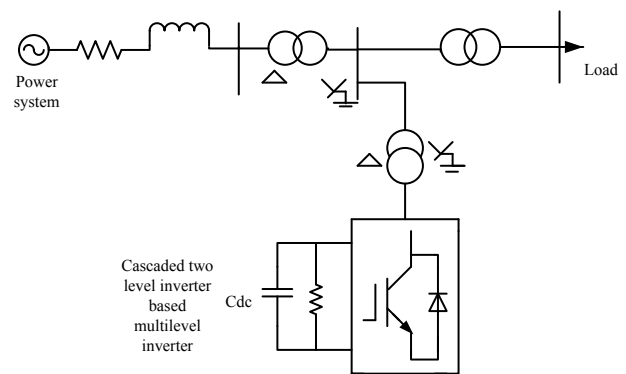 Power
system
Load
Cascaded two
level inverter
based
multilevel
inverter
Cdc